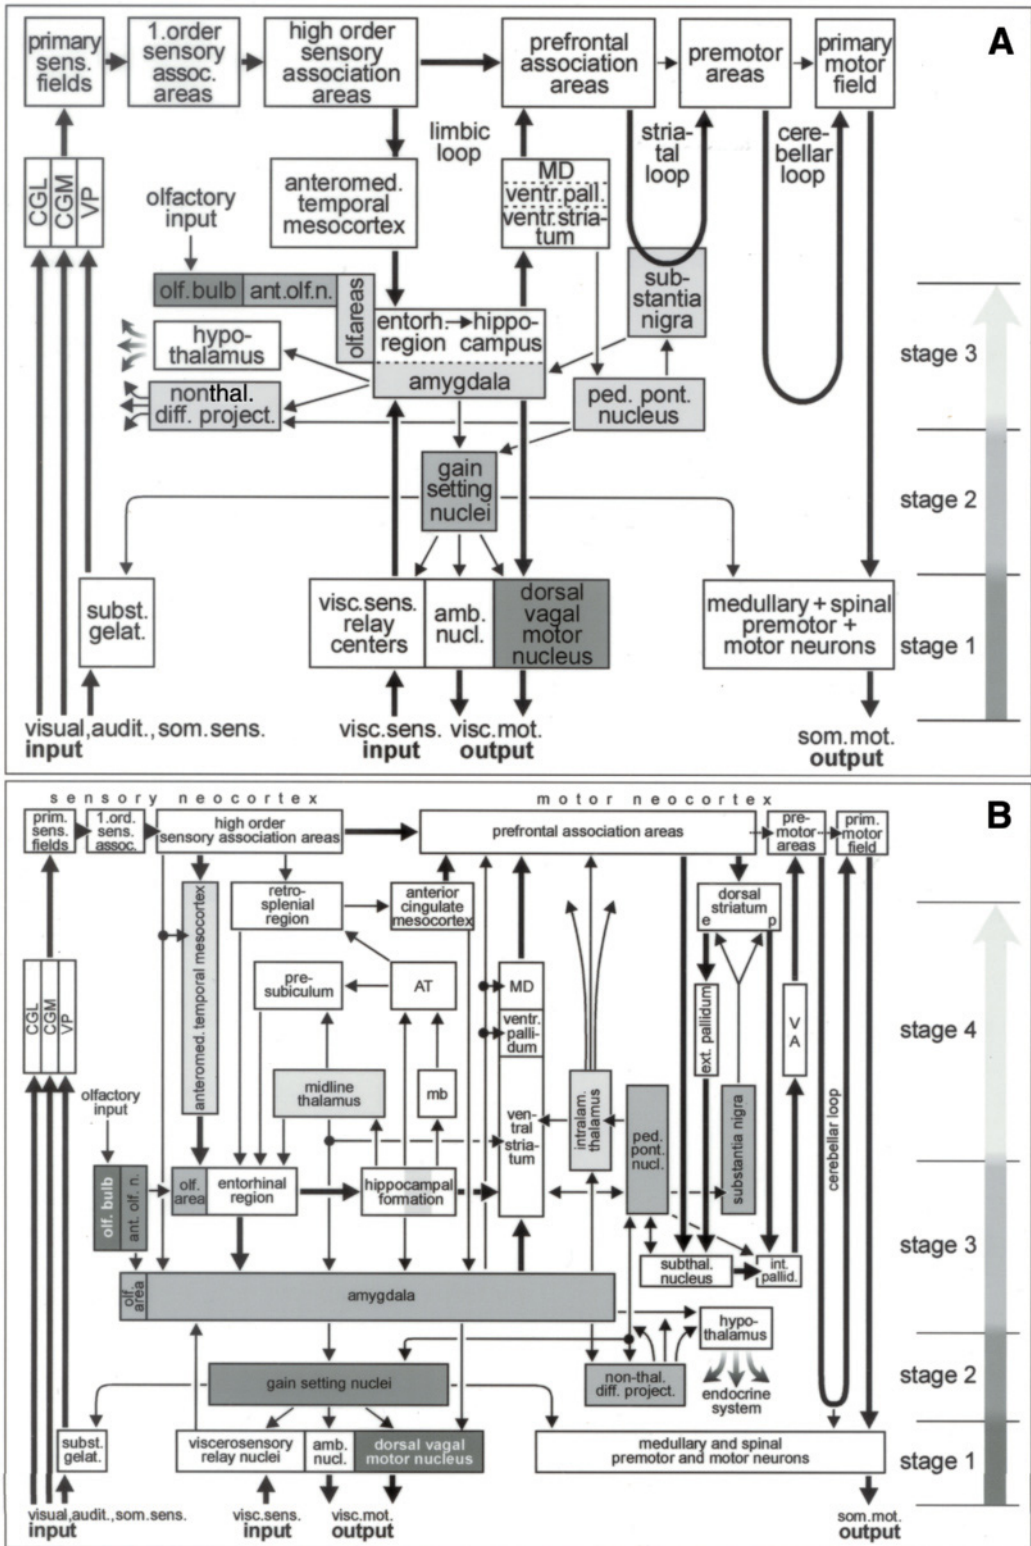 A
primary
sens.
fields
1.order
sensory
assoc.
areas
high order
sensory
association
areas
prefrontal
association
areas
premotor
areas
primary
motor
field
limbic
loop
stria-
tal
loop
cere-
bellar
loop
CGL
CGM
VP
olfactory
input
anteromed.
temporal
mesocortex
MD
ventr.pall.
ventr.stria-
tum
olf.bulb
ant.olf.n.
olf.areas
sub-
stantia
nigra
entorh.
region
hippo-
campus
hypo-
thalamus
amygdala
nonthal.
diff. project.
ped. pont.
nucleus
stage 3
gain
setting
nuclei
stage 2
subst.
gelat.
visc.sens.
relay
centers
amb.
nucl.
dorsal
vagal
motor
nucleus
medullary + spinal
premotor +
motor neurons
stage 1
visual,audit.,som.sens.
input
visc.sens.
input
visc.mot.
output
som.mot.
output
B
sensory neocortex
motor neocortex
prim.
sens.
fields
1.ord.
sens.
assoc.
high order
sensory association areas
prefrontal association areas
pre-
motor
areas
prim.
motor
field
anteromed. temporal mesocortex
retro-
splenial
region
anterior
cingulate
mesocortex
dorsal
striatum
e
p
CGL
CGM
VP
pre-
subiculum
AT
MD
ventr.
palli-
dum
ext. pallidum
V
A
stage 4
olfactory
input
midline
thalamus
mb
ven-
tral
stria-
tum
intralam.
thalamus
ped.
pont.
nucl.
substantia nigra
cerebellar loop
olf. bulb
ant. olf. n.
olf.
area
entorhinal
region
hippocampal
formation
stage 3
subthal.
nucleus
int.
pallid.
olf.
area
amygdala
hypo-
thalamus
gain setting nuclei
non-thal.
diff. project.
endocrine
system
stage 2
subst.
gelat.
viscerosensory
relay nuclei
amb.
nucl.
dorsal vagal
motor nucleus
medullary and spinal
premotor and motor neurons
stage 1
visual,audit.,som.sens.
input
visc.sens.
input
visc.mot.
output
som.mot.
output